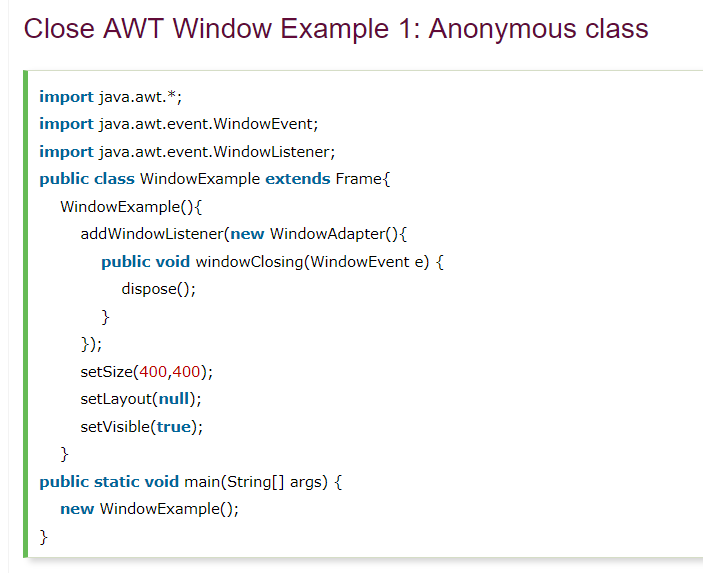 Close AWT Window Example 1: Anonymous class
import java.awt.*;
import java.awt.event.WindowEvent;
import java.awt.event.WindowListener;
public class WindowExample extends Frame{
WindowExample(){
addWindowListener(new WindowAdapter(){
public void windowClosing(WindowEvent e) {
dispose();
}
});
setSize(400,400);
setLayout(null);
setVisible(true);
}
public static void main(String[] args) {
new WindowExample();
}